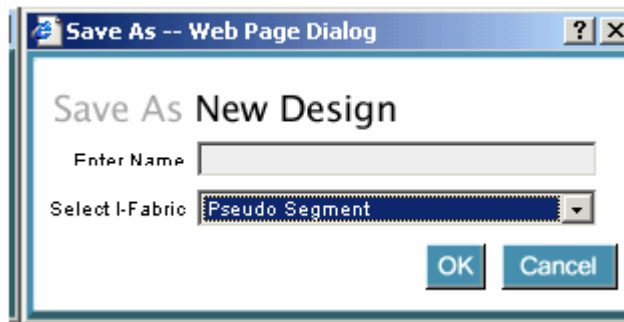 Save As -- Web Page Dialog ? X
Save As New Design
Enter Name
Select I-Fabric Pseudo Segment
OK Cancel